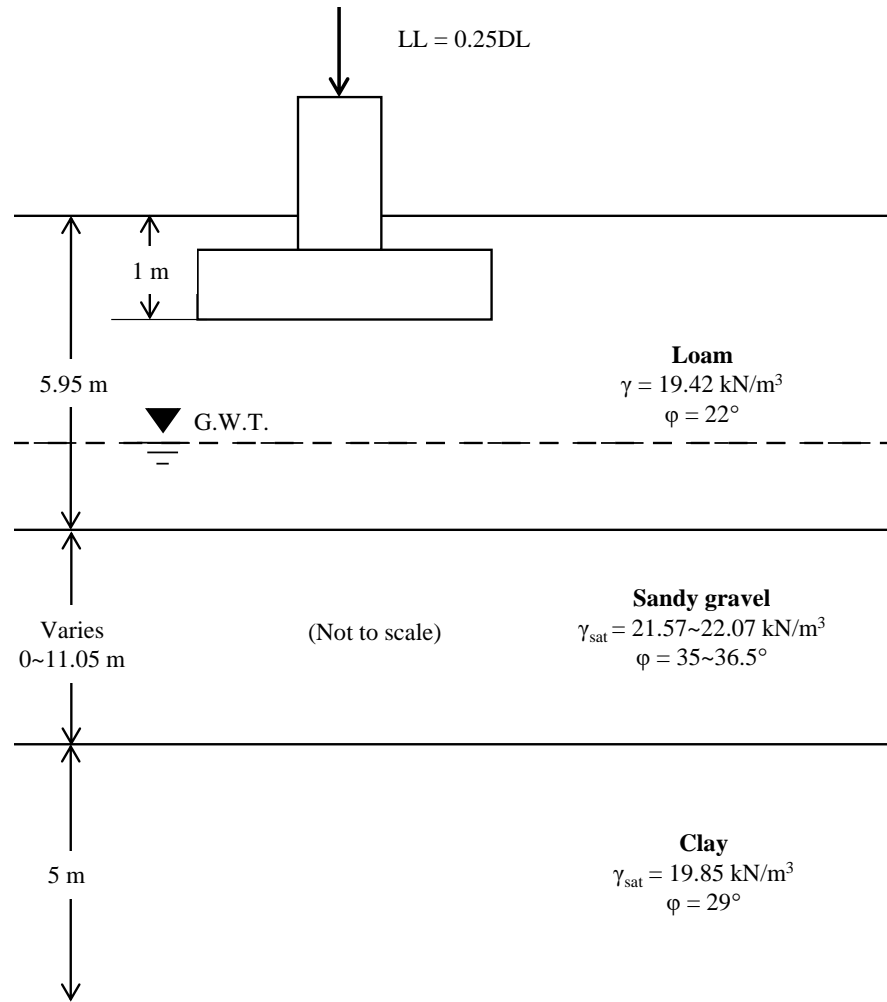 LL = 0.25DL
1 m
5.95 m
G.W.T.
Loam
γ = 19.42 kN/m³
φ = 22°
Varies
0~11.05 m
(Not to scale)
Sandy gravel
γsat = 21.57~22.07 kN/m³
φ = 35~36.5°
5 m
Clay
γsat = 19.85 kN/m³
φ = 29°